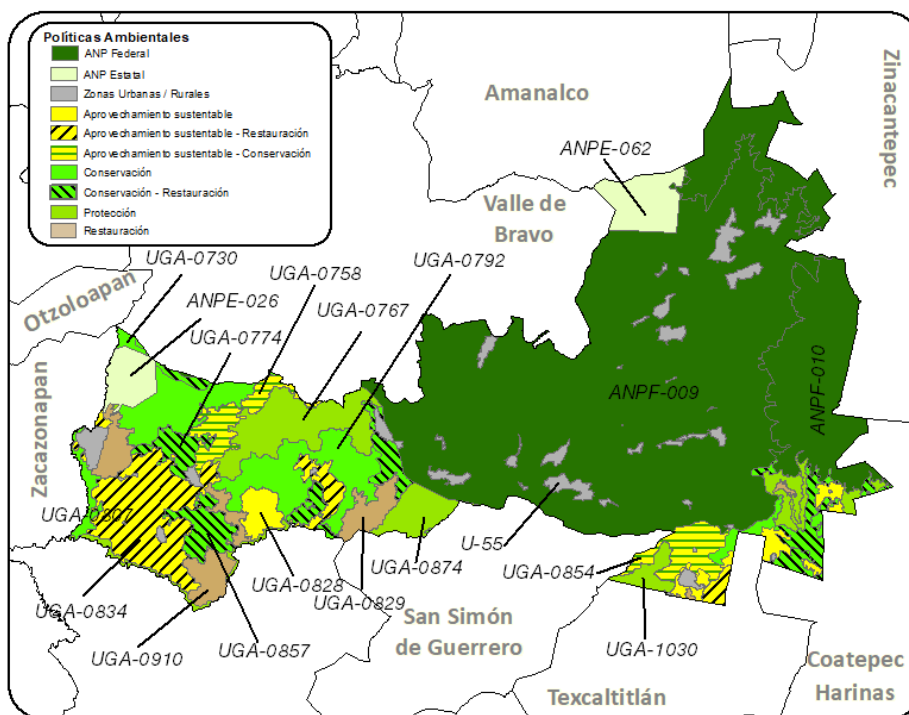 Políticas Ambientales
ANP Federal
ANP Estatal
Zonas Urbanas / Rurales
Aprovechamiento sustentable
Aprovechamiento sustentable - Restauración
Aprovechamiento sustentable - Conservación
Conservación
Conservación - Restauración
Protección
Restauración
Amanalco
Zinacantepec
ANPE-062
Valle de
Bravo
UGA-0730
UGA-0758
UGA-0792
Otzoloapan
ANPE-026
UGA-0767
UGA-0774
ANPF-009
ANPF-010
Zacazonapan
UGA-0807
U-55
UGA-0874
UGA-0854
UGA-0828
UGA-0829
UGA-0834
San Simón
de Guerrero
UGA-0857
UGA-1030
UGA-0910
Coatepec
Harinas
Texcaltitlán